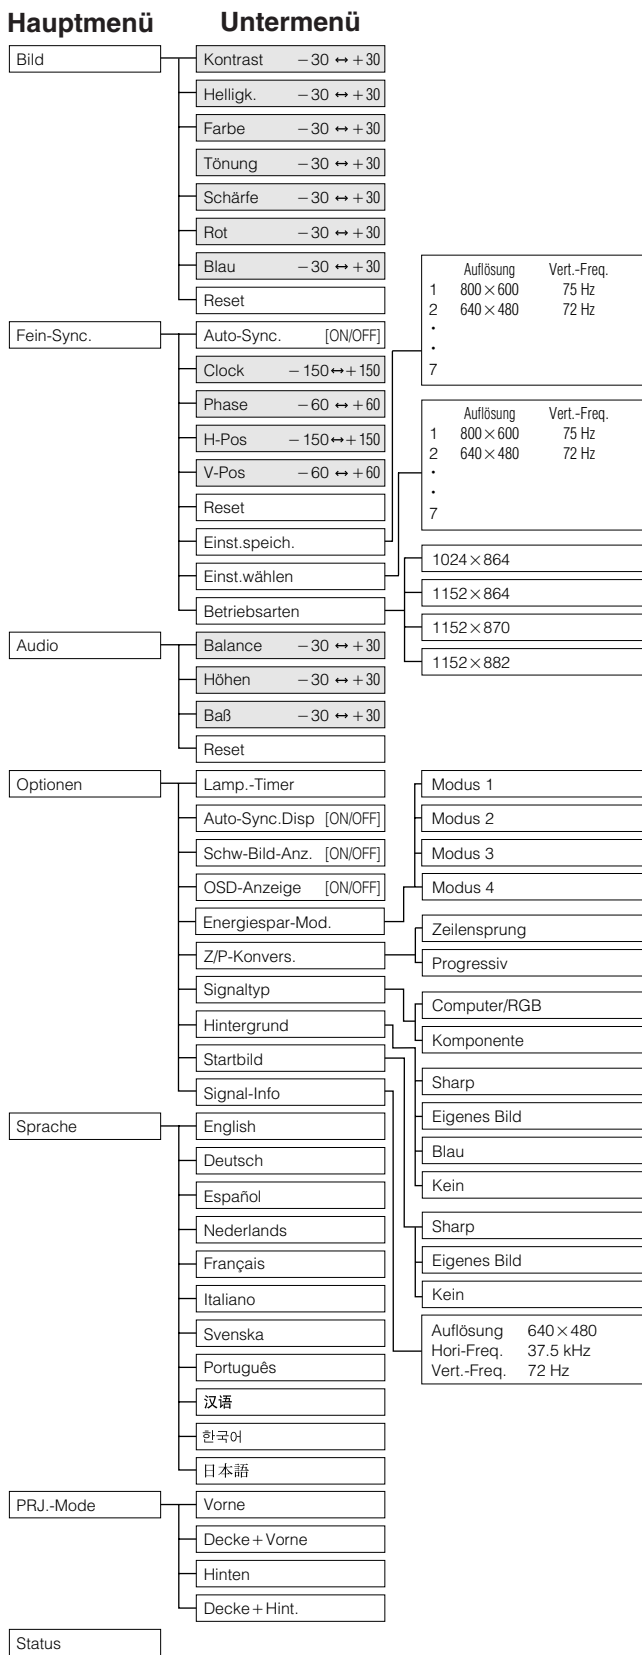 Hauptmenü Untermenü
Bild
Kontrast −30 ↔ +30
Helligk. −30 ↔ +30
Farbe −30 ↔ +30
Tönung −30 ↔ +30
Schärfe −30 ↔ +30
Rot −30 ↔ +30
Blau −30 ↔ +30
Reset
Fein-Sync.
Auto-Sync. [ON/OFF]
Clock −150↔+150
Phase −60 ↔ +60
H-Pos −150↔+150
V-Pos −60 ↔ +60
Reset
Einst.speich.
Auflösung Vert.-Freq.
1 800×600 75 Hz
2 640×480 72 Hz
·
·
7
Einst.wählen
Auflösung Vert.-Freq.
1 800×600 75 Hz
2 640×480 72 Hz
·
·
7
Betriebsarten
1024×864
1152×864
1152×870
1152×882
Audio
Balance −30 ↔ +30
Höhen −30 ↔ +30
Baß −30 ↔ +30
Reset
Optionen
Lamp.-Timer
Auto-Sync.Disp [ON/OFF]
Schw-Bild-Anz. [ON/OFF]
OSD-Anzeige [ON/OFF]
Energiespar-Mod.
Modus 1
Modus 2
Modus 3
Modus 4
Z/P-Konvers.
Zeilensprung
Progressiv
Signaltyp
Computer/RGB
Komponente
Hintergrund
Sharp
Eigenes Bild
Blau
Kein
Startbild
Sharp
Eigenes Bild
Kein
Signal-Info
Auflösung 640×480
Hori-Freq. 37.5 kHz
Vert.-Freq. 72 Hz
Sprache
English
Deutsch
Español
Nederlands
Français
Italiano
Svenska
Português
汉语
한국어
日本語
PRJ.-Mode
Vorne
Decke+Vorne
Hinten
Decke+Hint.
Status